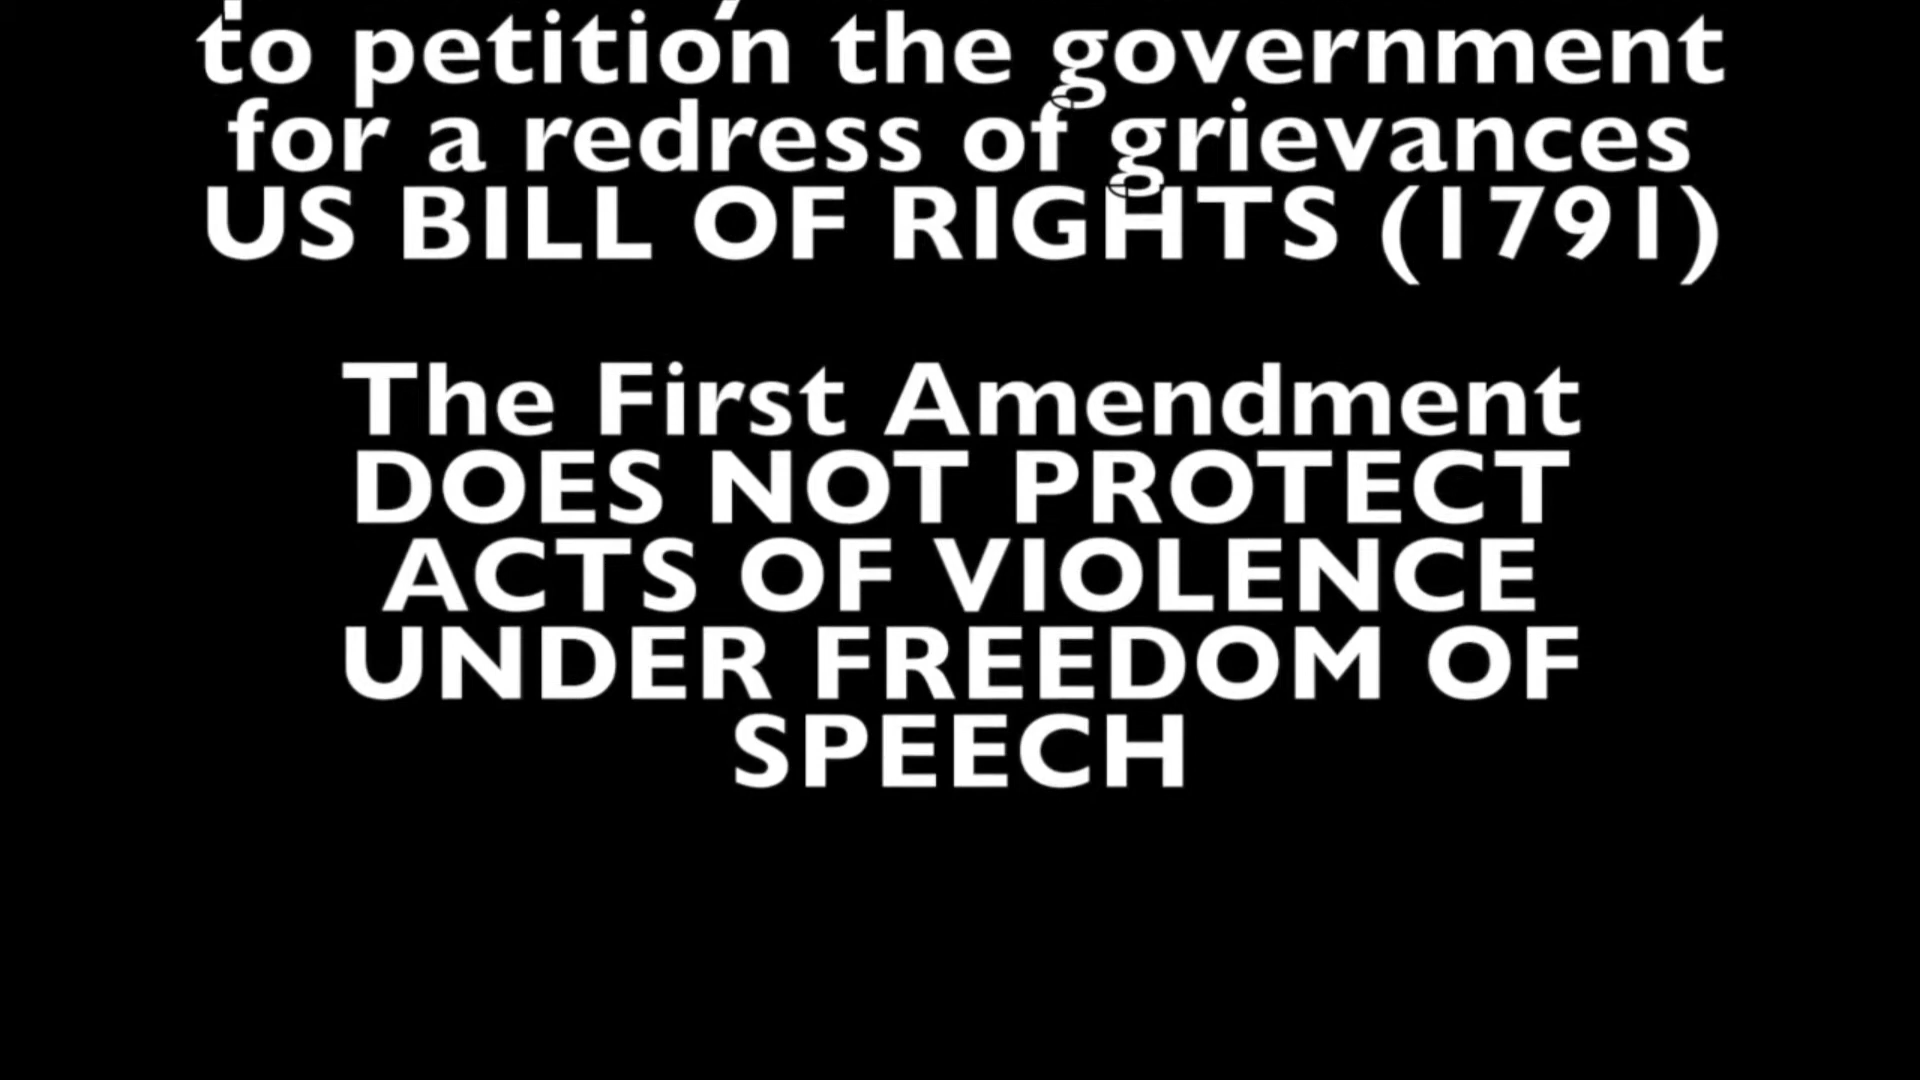 to petition the government
for a redress of grievances
US BILL OF RIGHTS (1791)
The First Amendment
DOES NOT PROTECT
ACTS OF VIOLENCE
UNDER FREEDOM OF
SPEECH